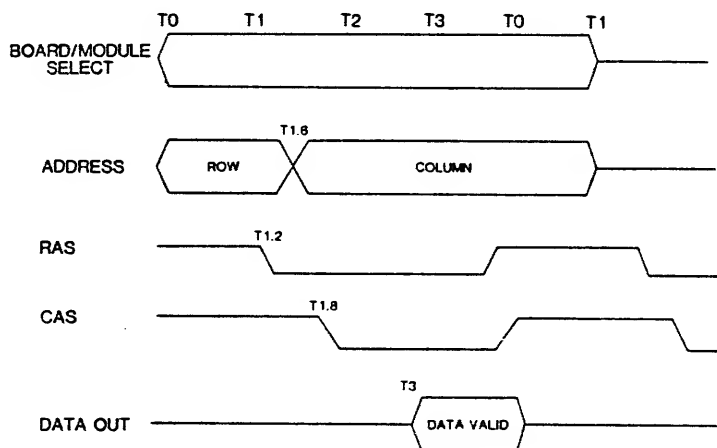 T0 T1 T2 T3 T0 T1
BOARD/MODULE
SELECT
T1.6
ADDRESS ROW COLUMN
RAS T1.2
CAS T1.8
T3
DATA OUT DATA VALID